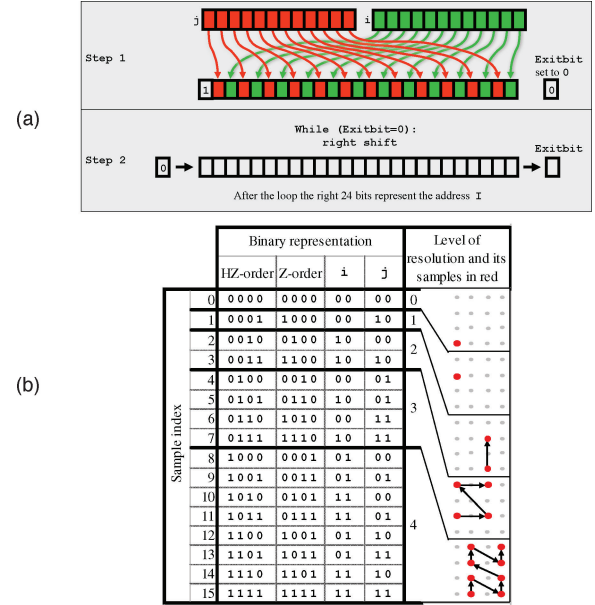 (a)
j i
Step 1
Exitbit
set to 0
1 0
While (Exitbit=0):
right shift
Step 2
Exitbit
0
After the loop the right 24 bits represent the address I
(b)
Binary representation
Level of
resolution and its
samples in red
HZ-order Z-order i j
Sample index
0 0000 0000 00 00 0
1 0001 1000 00 10 1
2 0010 0100 10 00 2
3 0011 1100 10 10
4 0100 0010 00 01 3
5 0101 0110 10 01
6 0110 1010 00 11
7 0111 1110 10 11
8 1000 0001 01 00 4
9 1001 0011 01 01
10 1010 0101 11 00
11 1011 0111 11 01
12 1100 1001 01 10
13 1101 1011 01 11
14 1110 1101 11 10
15 1111 1111 11 11